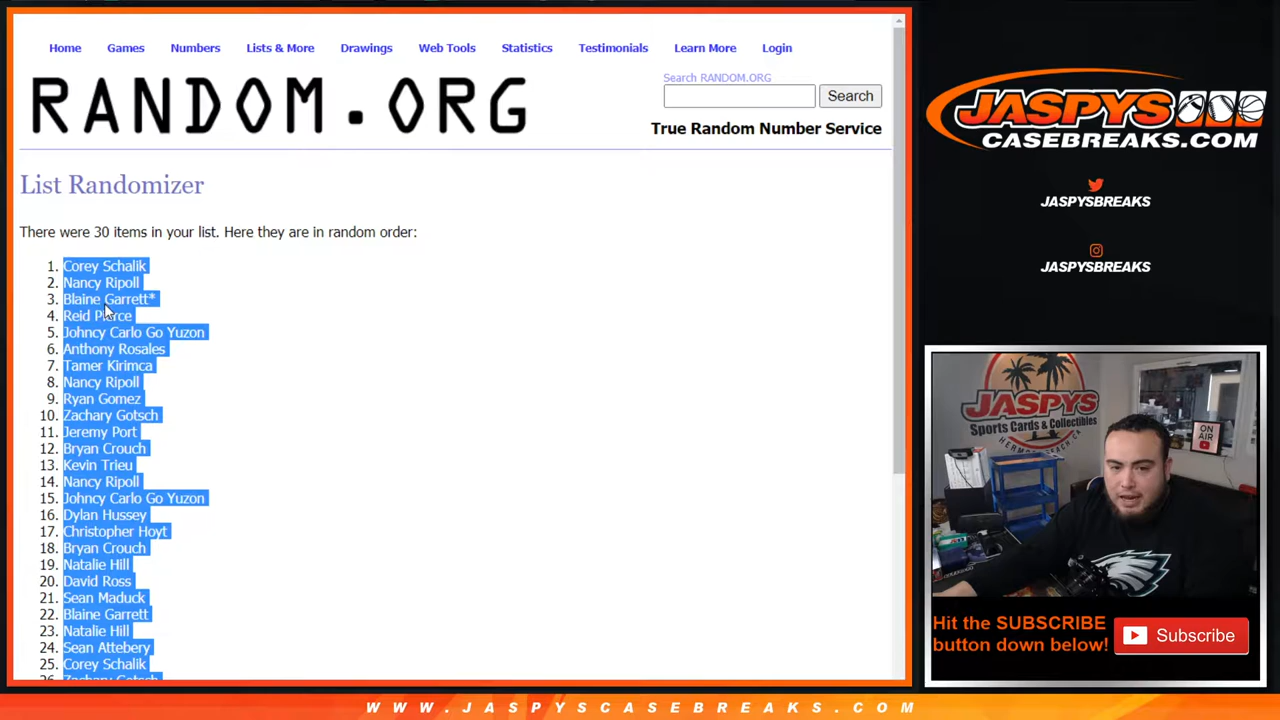 Home Games Numbers Lists & More Drawings Web Tools Statistics Testimonials Learn More Login
RANDOM.ORG
Search RANDOM.ORG
Search
True Random Number Service
List Randomizer
There were 30 items in your list. Here they are in random order:
1. Corey Schalik
2. Nancy Ripoll
3. Blaine Garrett*
4. Reid Pierce
5. Johncy Carlo Go Yuzon
6. Anthony Rosales
7. Tamer Kirimca
8. Nancy Ripoll
9. Ryan Gomez
10. Zachary Gotsch
11. Jeremy Port
12. Bryan Crouch
13. Kevin Trieu
14. Nancy Ripoll
15. Johncy Carlo Go Yuzon
16. Dylan Hussey
17. Christopher Hoyt
18. Bryan Crouch
19. Natalie Hill
20. David Ross
21. Sean Maduck
22. Blaine Garrett
23. Natalie Hill
24. Sean Attebery
25. Corey Schalik
26. Zachary Gotsch
JASPYS
CASEBREAKS.COM
JASPYSBREAKS
JASPYSBREAKS
JASPYS
Sports Cards & Collectibles
HERMOSA BEACH, CA
ON
AIR
Hit the SUBSCRIBE
button down below!
Subscribe
WWW.JASPYSCASEBREAKS.COM